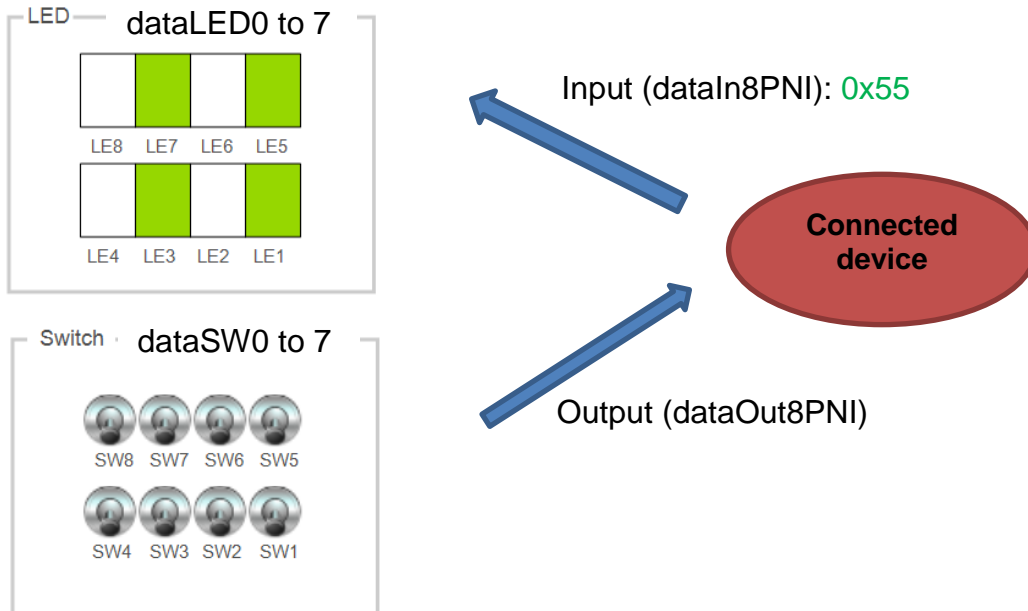 LED dataLED0 to 7
LE8 LE7 LE6 LE5
LE4 LE3 LE2 LE1
Input (dataIn8PNI): 0x55
Connected
device
Switch dataSW0 to 7
SW8 SW7 SW6 SW5
SW4 SW3 SW2 SW1
Output (dataOut8PNI)